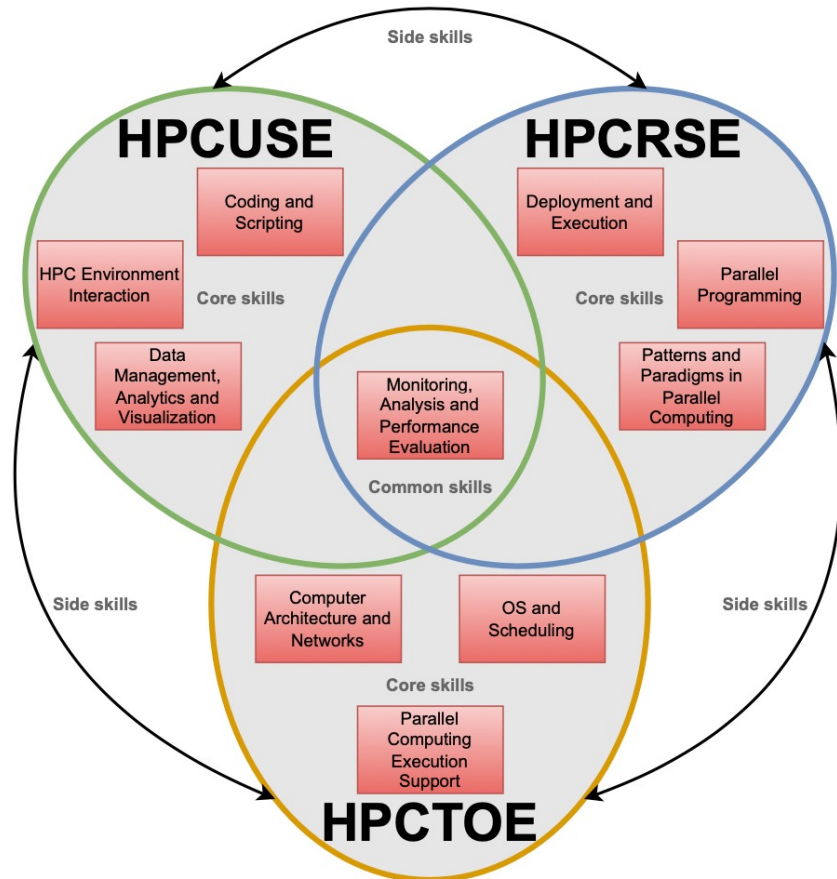 Side skills
HPCUSE
HPCRSE
Coding and
Scripting
Deployment and
Execution
HPC Environment
Interaction
Core skills
Core skills
Parallel
Programming
Data
Management,
Analytics and
Visualization
Monitoring,
Analysis and
Performance
Evaluation
Patterns and
Paradigms in
Parallel
Computing
Common skills
Side skills
Computer
Architecture and
Networks
OS and
Scheduling
Side skills
Core skills
Parallel
Computing
Execution
Support
HPCTOE